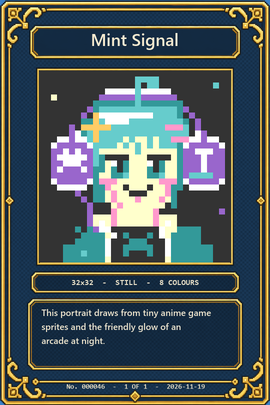 Mint Signal
32x32 - STILL - 8 COLOURS
This portrait draws from tiny anime game
sprites and the friendly glow of an
arcade at night.
No. 000046 - 1 OF 1 - 2026-11-19